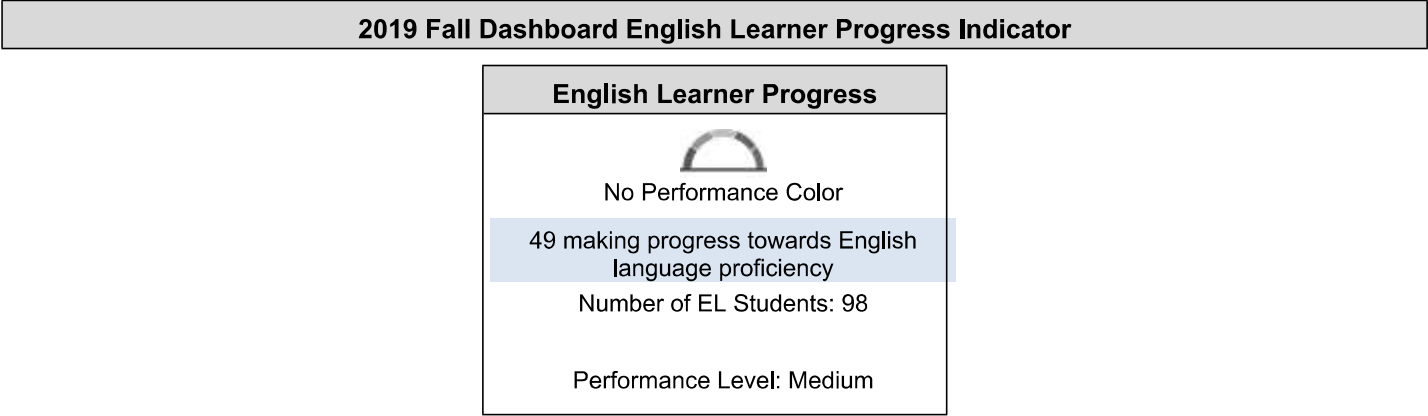 2019 Fall Dashboard English Learner Progress Indicator
English Learner Progress
No Performance Color
49 making progress towards English
language proficiency
Number of EL Students: 98
Performance Level: Medium